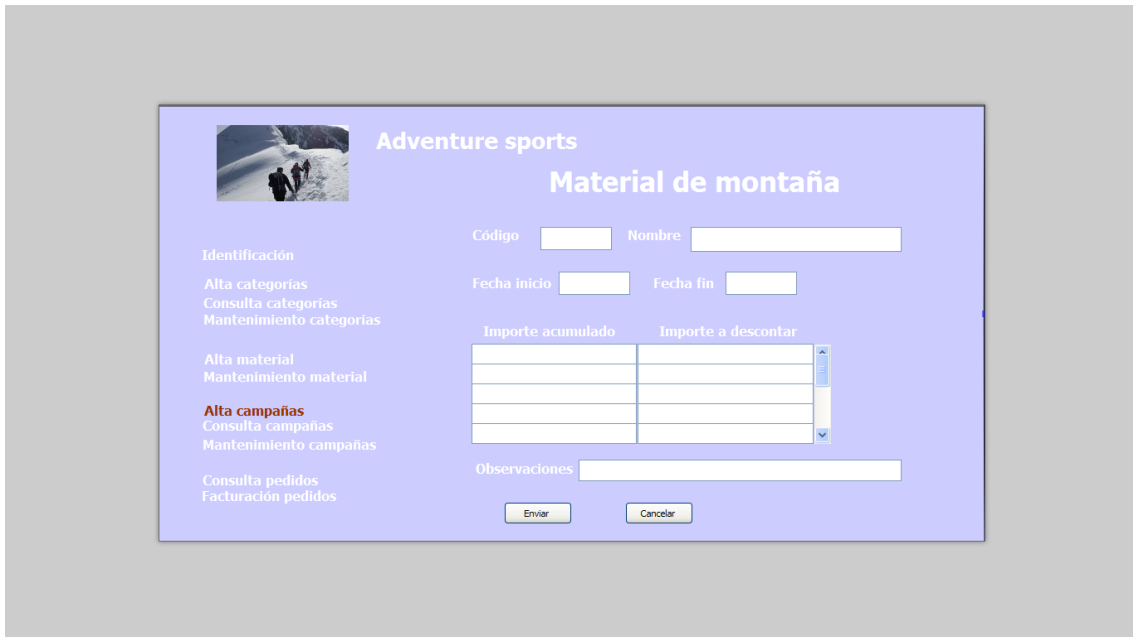 Adventure sports
Material de montaña
Identificación
Alta categorías
Consulta categorías
Mantenimiento categorías
Alta material
Mantenimiento material
Alta campañas
Consulta campañas
Mantenimiento campañas
Consulta pedidos
Facturación pedidos
Código Nombre
Fecha inicio Fecha fin
Importe acumulado Importe a descontar
Observaciones
Enviar Cancelar